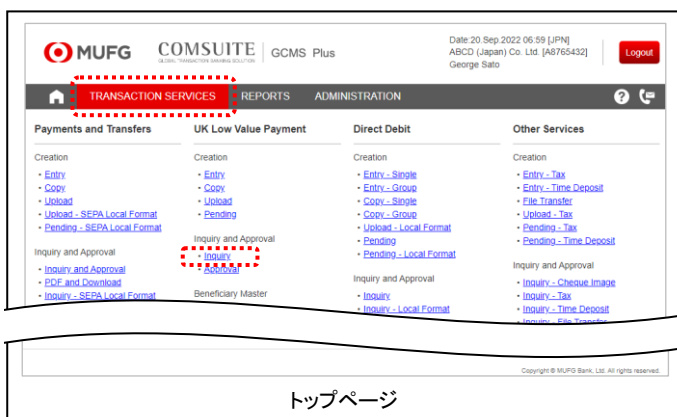 MUFG COMSUITE GCMS Plus
GLOBAL TRANSACTION BANKING SOLUTION
Date:20.Sep.2022 06:59 [JPN]
ABCD (Japan) Co. Ltd. [A8765432]
George Sato
Logout
TRANSACTION SERVICES REPORTS ADMINISTRATION
Payments and Transfers
Creation
・Entry
・Copy
・Upload
・Upload - SEPA Local Format
・Pending - SEPA Local Format
Inquiry and Approval
・Inquiry and Approval
・PDF and Download
・Inquiry - SEPA Local Format
UK Low Value Payment
Creation
・Entry
・Copy
・Upload
・Pending
Inquiry and Approval
・Inquiry
・Approval
Beneficiary Master
Direct Debit
Creation
・Entry - Single
・Entry - Group
・Copy - Single
・Copy - Group
・Upload - Local Format
・Pending
・Pending - Local Format
Inquiry and Approval
・Inquiry
・Inquiry - Local Format
Other Services
Creation
・Entry - Tax
・Entry - Time Deposit
・File Transfer
・Upload - Tax
・Pending - Tax
・Pending - Time Deposit
Inquiry and Approval
・Inquiry - Cheque Image
・Inquiry - Tax
・Inquiry - Time Deposit
・Inquiry - File Transfer
Copyright © MUFG Bank, Ltd. All rights reserved.
トップページ